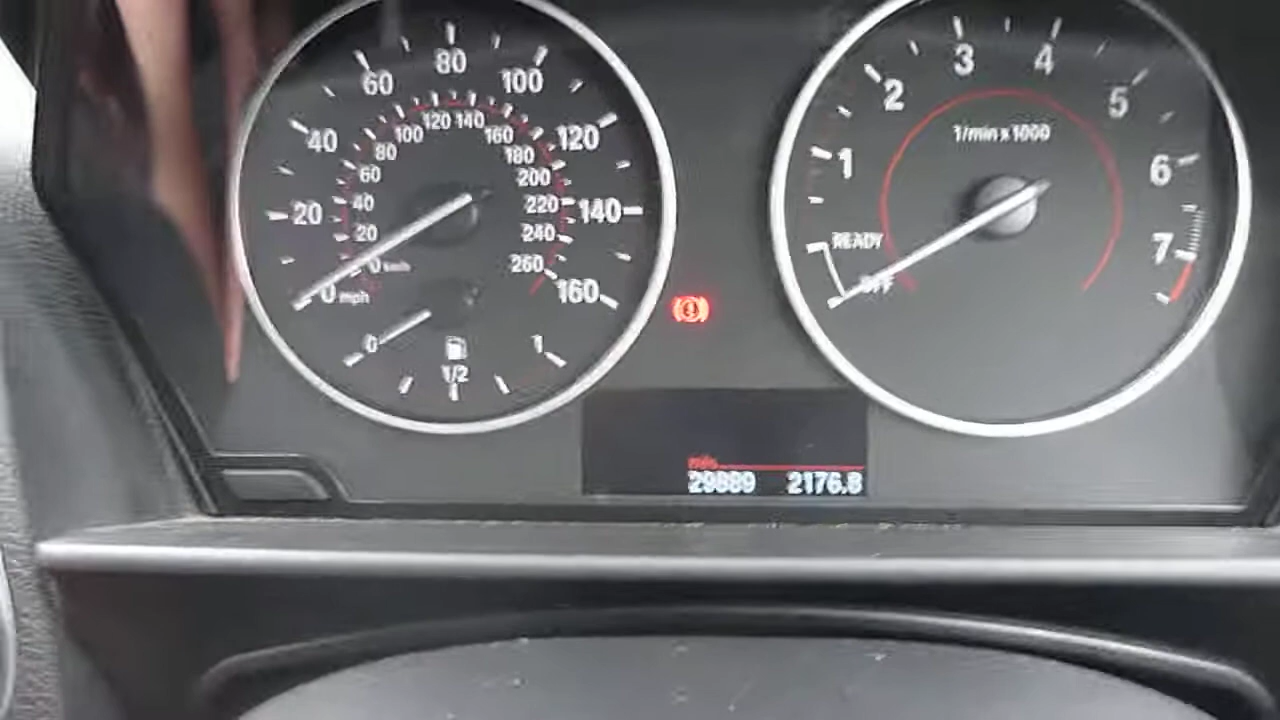 20 40 60 80 100 120 140 160
0 mph
20 40 60 80 100 120 140 160 180 200 220 240 260
0 km/h
0 1/2 1
1 2 3 4 5 6 7
1/min x 1000
READY
OFF
mls
29889 2176.8